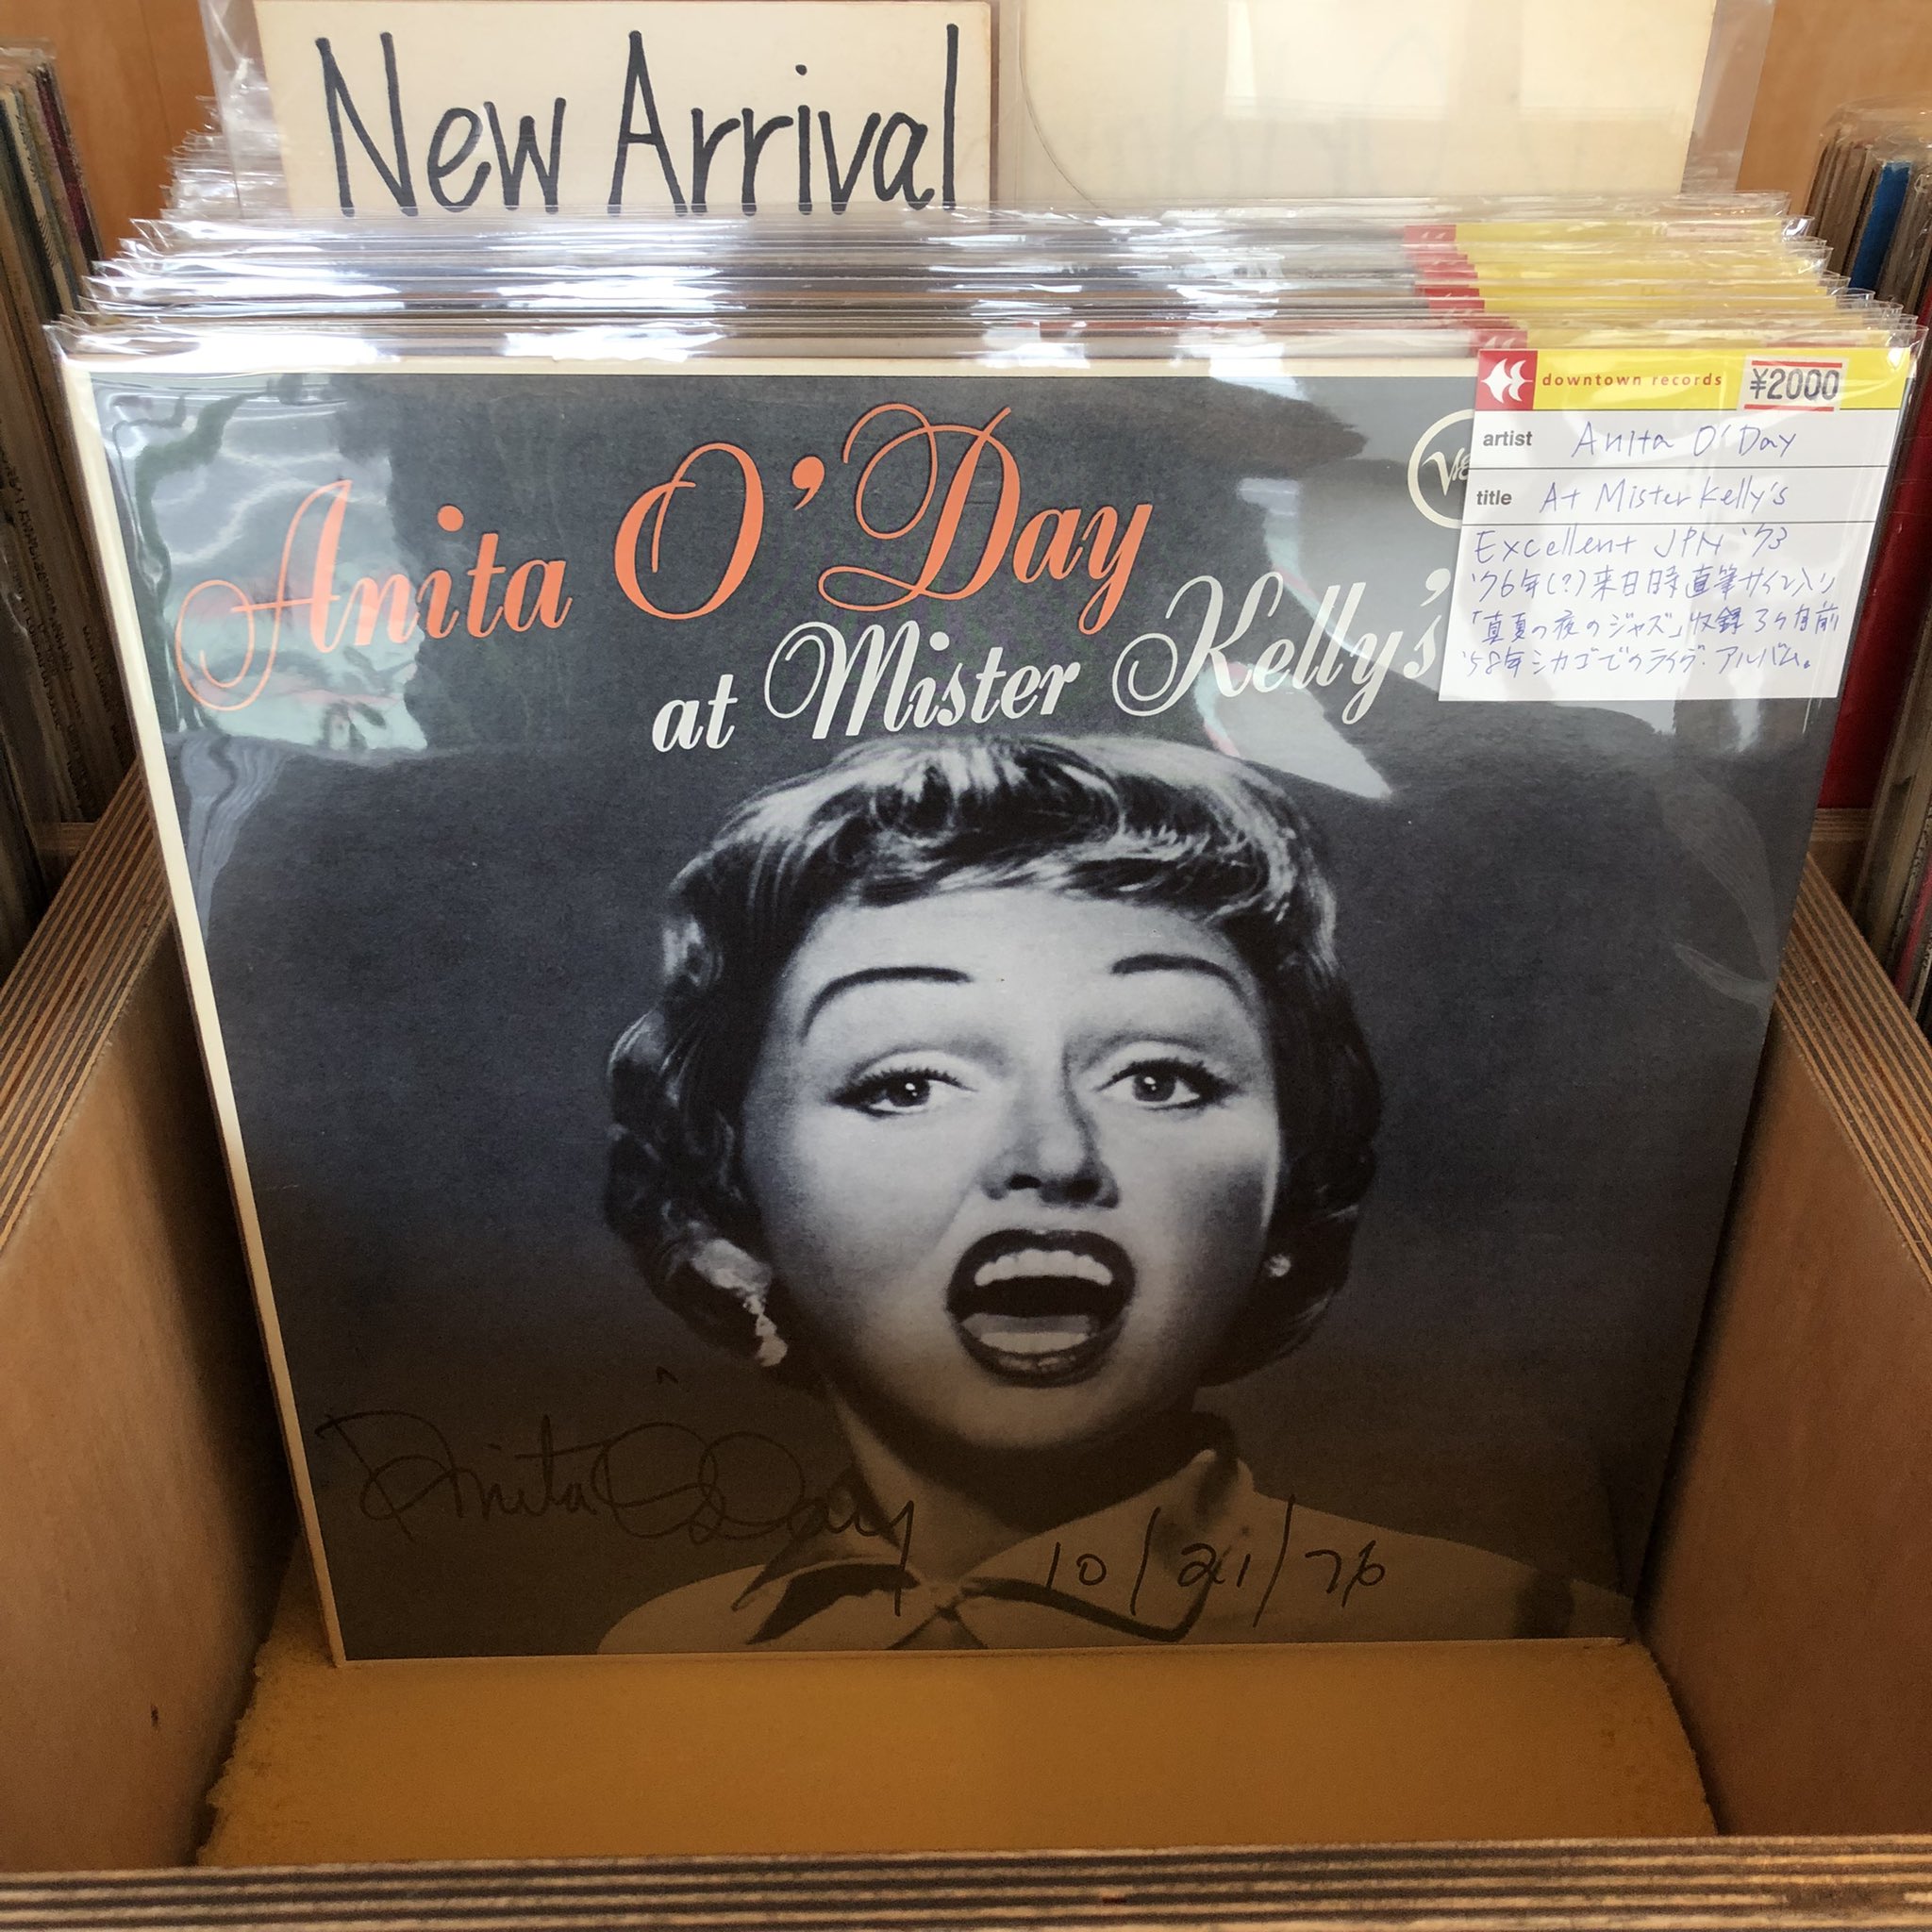 New Arrival
downtown records ¥2000
artist Anita O'Day
title At Mister Kelly's
Excellent JPN '73
'76年(?)来日時直筆サイン入り
「真夏の夜のジャズ」収録3ヶ月前
'58年シカゴでのライヴ・アルバム。
Anita O'Day
at Mister Kelly's
Anita O'Day 10/21/76